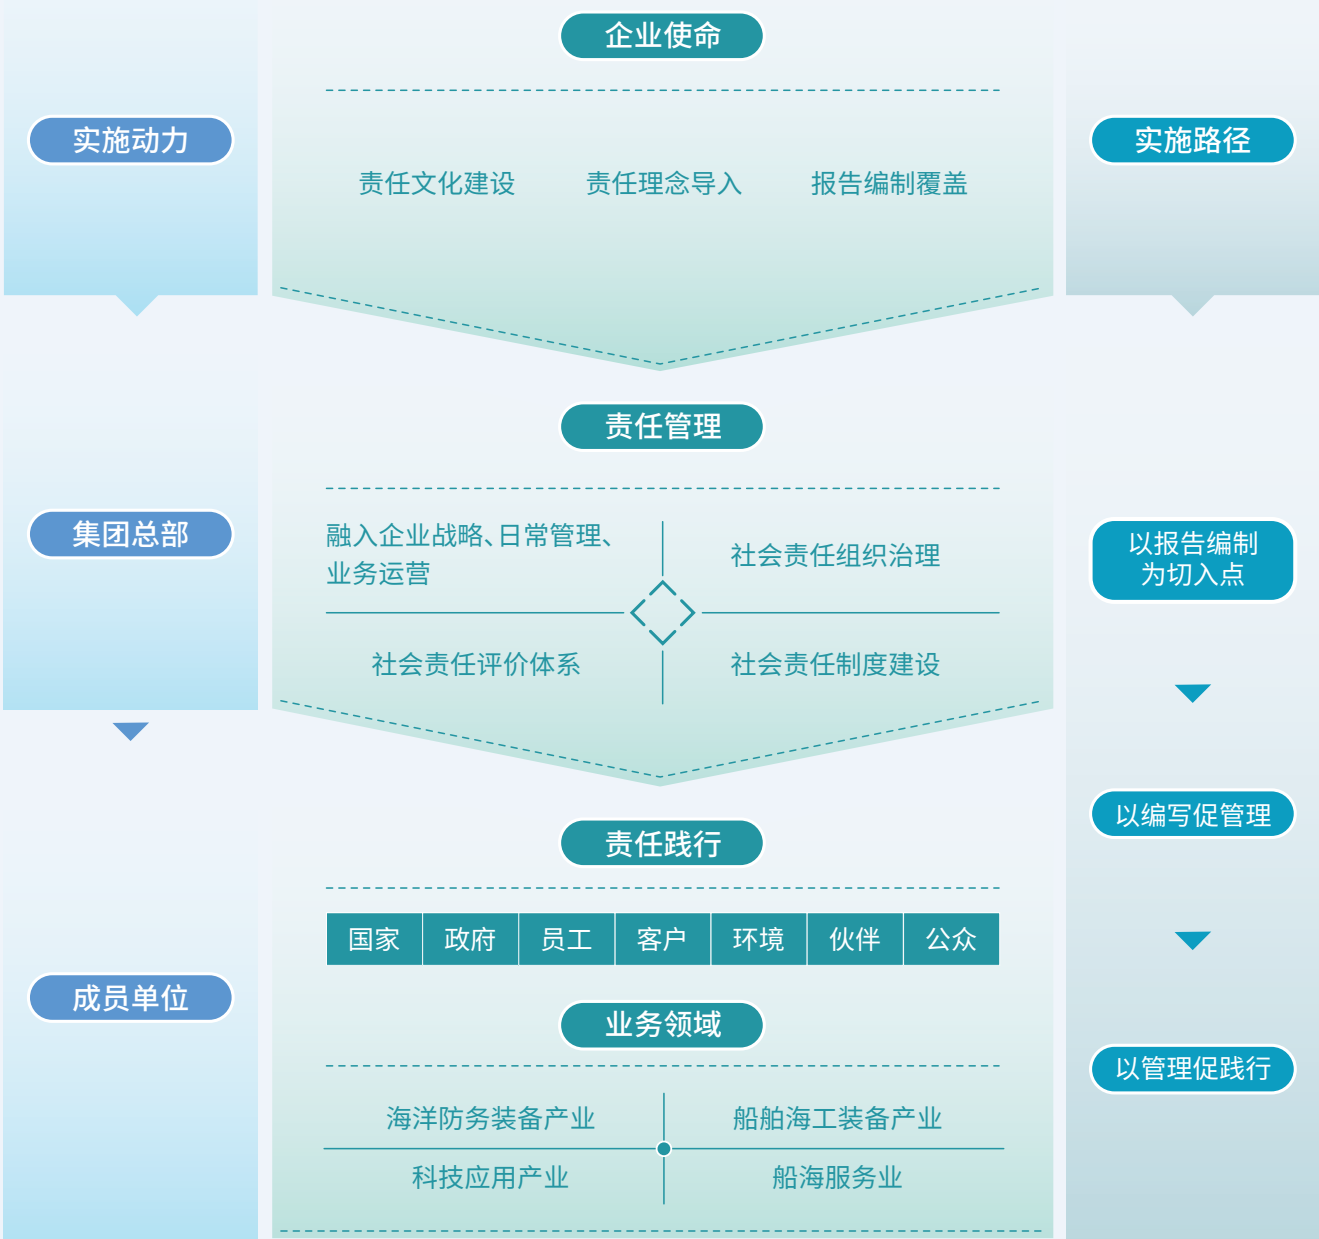 企业使命
实施动力
实施路径
责任文化建设
责任理念导入
报告编制覆盖
责任管理
集团总部
融入企业战略、日常管理、
业务运营
社会责任组织治理
以报告编制
为切入点
社会责任评价体系
社会责任制度建设
以编写促管理
责任践行
国家
政府
员工
客户
环境
伙伴
公众
成员单位
业务领域
以管理促践行
海洋防务装备产业
船舶海工装备产业
科技应用产业
船海服务业